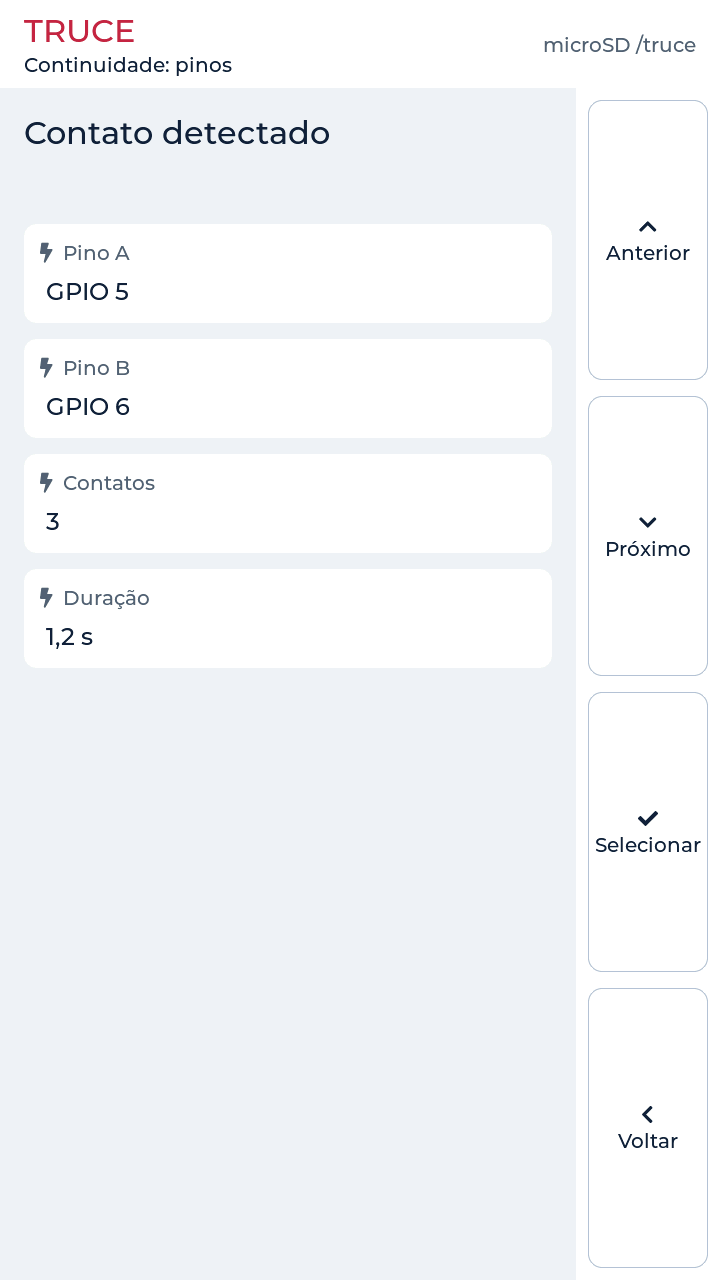 TRUCE
Continuidade: pinos
microSD /truce
Contato detectado
Pino A
GPIO 5
Pino B
GPIO 6
Contatos
3
Duração
1,2 s
Anterior
Próximo
Selecionar
Voltar